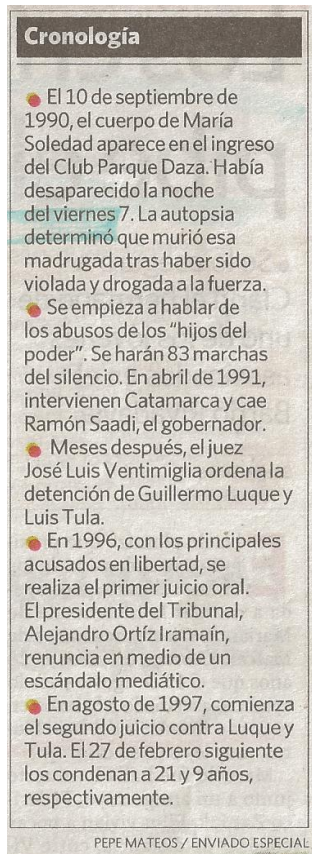 Cronología
El 10 de septiembre de
1990, el cuerpo de María
Soledad aparece en el ingreso
del Club Parque Daza. Había
desaparecido la noche
del viernes 7. La autopsia
determinó que murió esa
madrugada tras haber sido
violada y drogada a la fuerza.
Se empieza a hablar de
los abusos de los “hijos del
poder”. Se harán 83 marchas
del silencio. En abril de 1991,
intervienen Catamarca y cae
Ramón Saadi, el gobernador.
Meses después, el juez
José Luis Ventimiglia ordena la
detención de Guillermo Luque y
Luis Tula.
En 1996, con los principales
acusados en libertad, se
realiza el primer juicio oral.
El presidente del Tribunal,
Alejandro Ortíz Iramaín,
renuncia en medio de un
escándalo mediático.
En agosto de 1997, comienza
el segundo juicio contra Luque y
Tula. El 27 de febrero siguiente
los condenan a 21 y 9 años,
respectivamente.
PEPE MATEOS / ENVIADO ESPECIAL